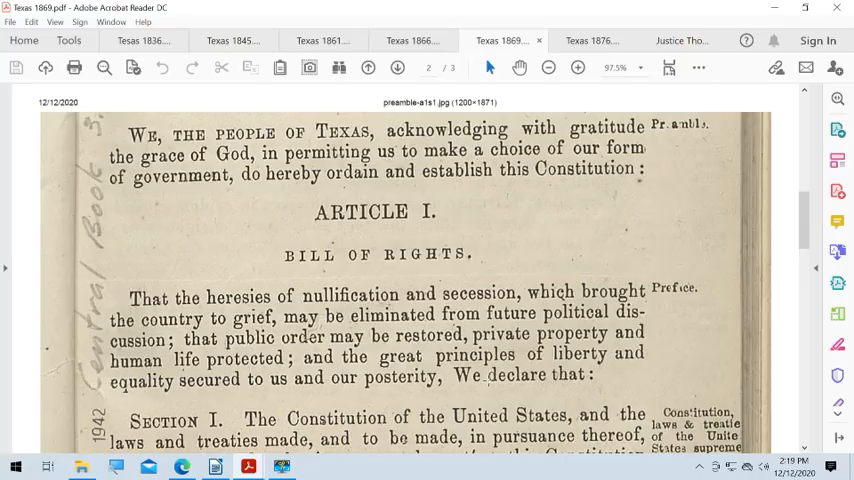 Texas 1869.pdf - Adobe Acrobat Reader DC
File Edit View Sign Window Help
Home Tools Tesas 1836... Texas 1845.... Texas 1861.... Texas 1866.... Texas 1869.... × Texas 1876.... Justice Tho... Sign In
2 / 3 97.5%
12/12/2020 preamble-a1s1.jpg (1200×1871)
WE, THE PEOPLE OF TEXAS, acknowledging with gratitude
the grace of God, in permitting us to make a choice of our form
of government, do hereby ordain and establish this Constitution :
ARTICLE I.
BILL OF RIGHTS.
That the heresies of nullification and secession, which brought Preface.
the country to grief, may be eliminated from future political dis-
cussion; that public order may be restored, private property and
human life protected; and the great principles of liberty and
equality secured to us and our posterity, We declare that :
SECTION I. The Constitution of the United States, and the Constitution,
laws and treaties made, and to be made, in pursuance thereof, laws & treatie
of the Unite
States supreme
Central Book 3.
1942
2:19 PM
12/12/2020